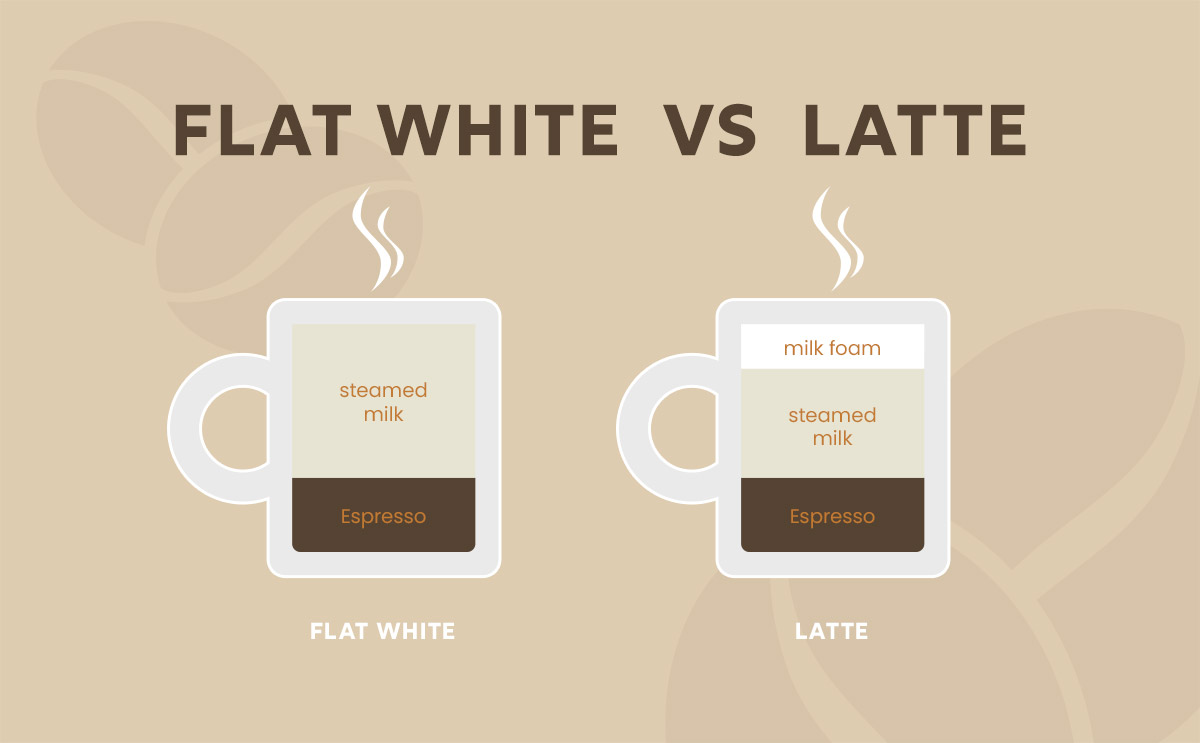 FLAT WHITE VS LATTE
steamed
milk
Espresso
FLAT WHITE
milk foam
steamed
milk
Espresso
LATTE